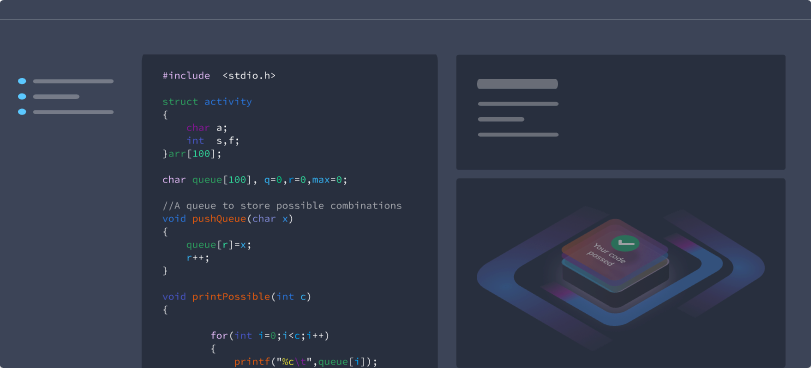 #include  <stdio.h>
struct activity
{
    char a;
    int  s,f;
}arr[100];
char queue[100], q=0,r=0,max=0;
//A queue to store possible combinations
void pushQueue(char x)
{
    queue[r]=x;
    r++;
}
void printPossible(int c)
{
        for(int i=0;i<c;i++)
        {
            printf("%c\t",queue[i]);
Your code
passed